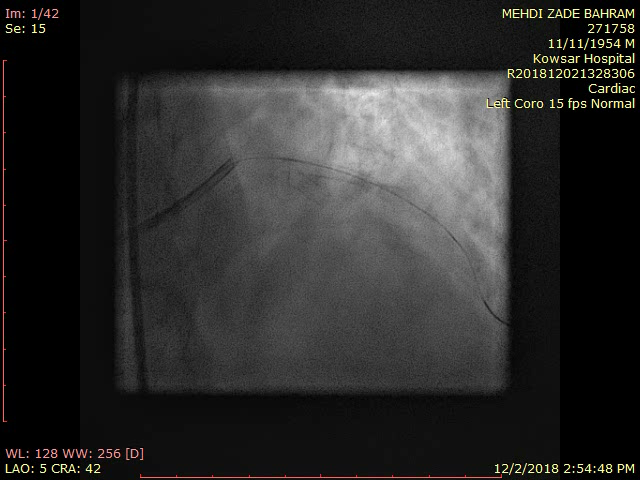 Im: 1/42
Se: 15
MEHDI ZADE BAHRAM
271758
11/11/1954 M
Kowsar Hospital
R201812021328306
Cardiac
Left Coro 15 fps Normal
WL: 128 WW: 256 [D]
LAO: 5 CRA: 42
12/2/2018 2:54:48 PM